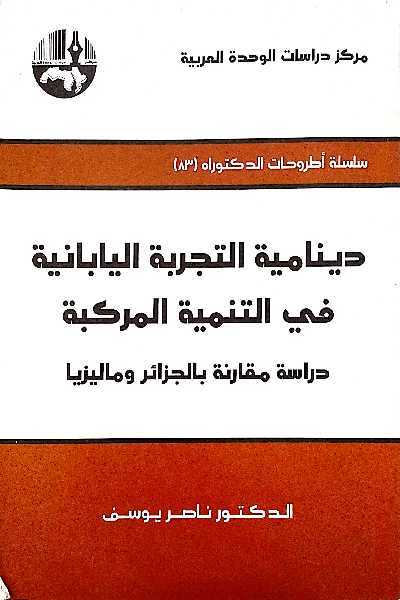 مركز دراسات الوحدة العربية
سلسلة أطروحات الدكتوراه (٨٣)
دينامية التجربة اليابانية
في التنمية المركبة
دراسة مقارنة بالجزائر وماليزيا
الدكتور ناصر يوسف